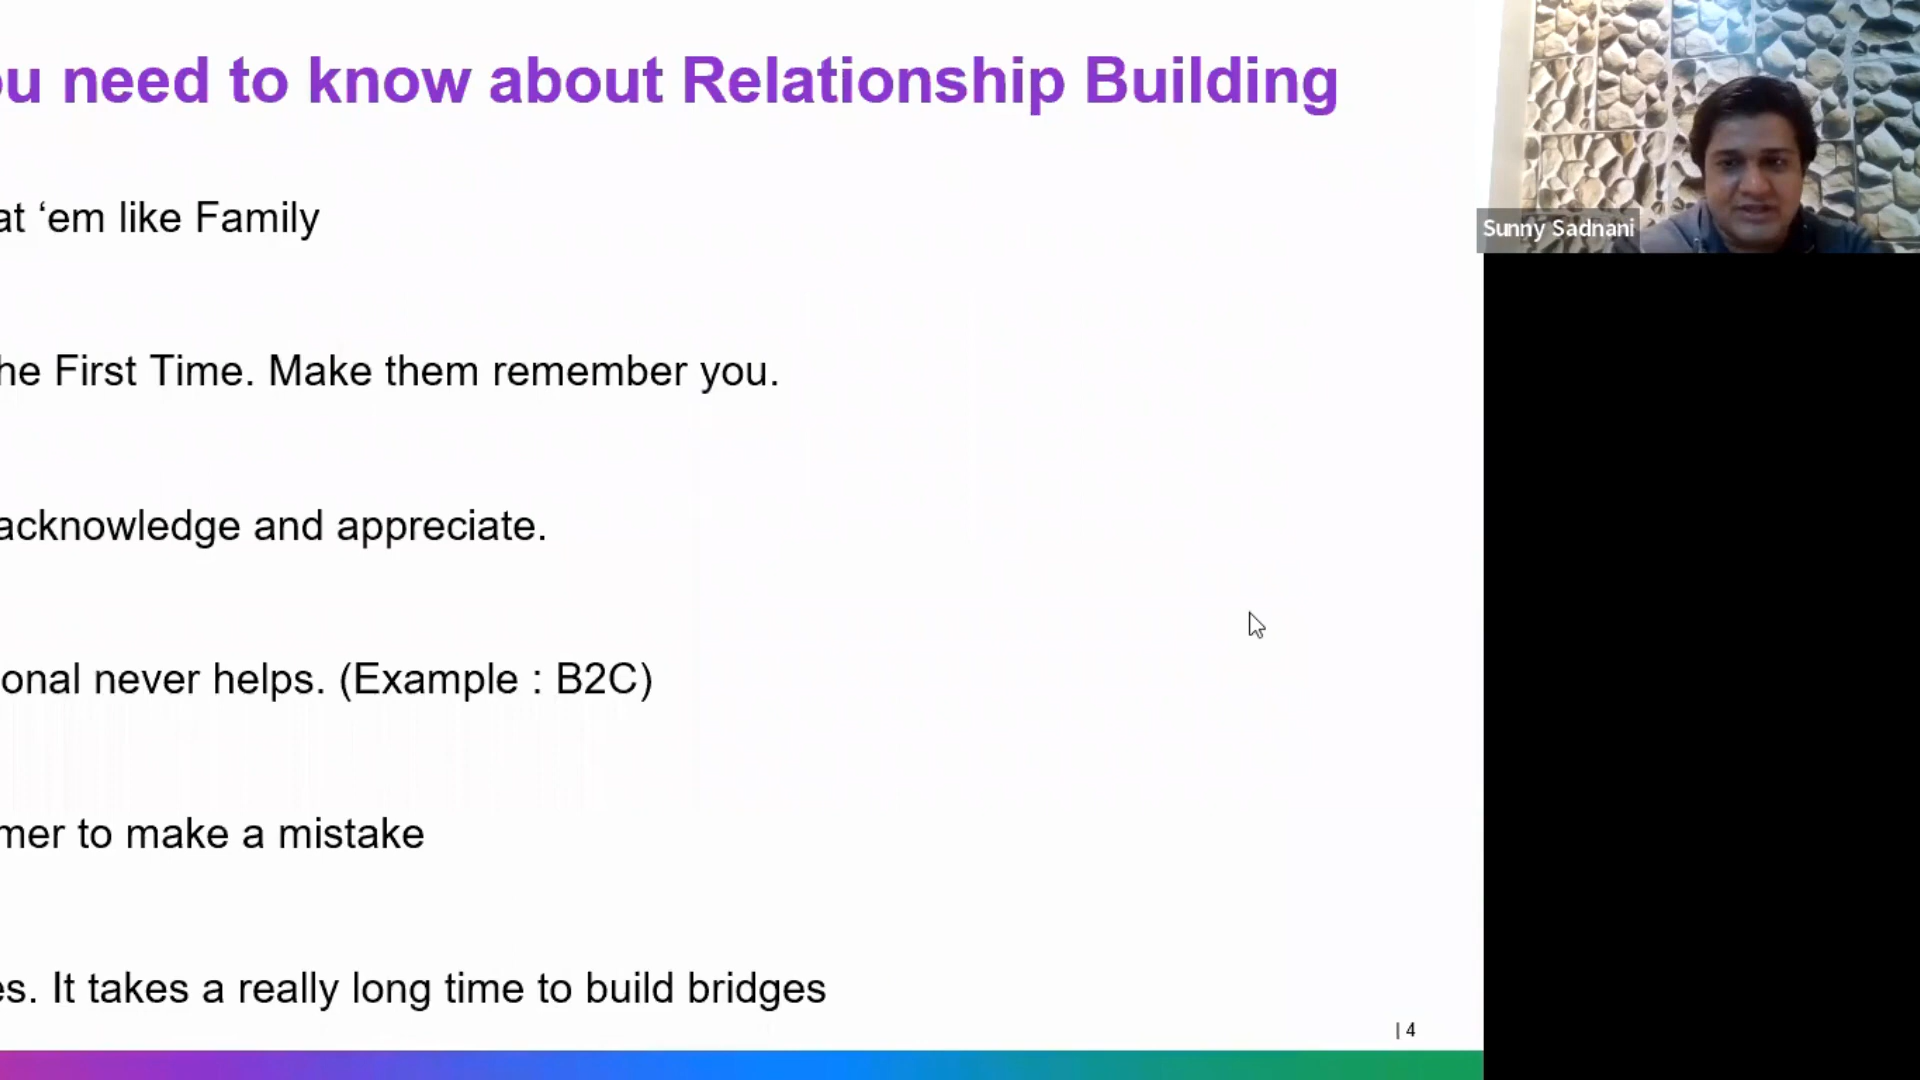 ou need to know about Relationship Building
at ‘em like Family
he First Time. Make them remember you.
acknowledge and appreciate.
onal never helps. (Example : B2C)
mer to make a mistake
es. It takes a really long time to build bridges
| 4
Sunny Sadnani